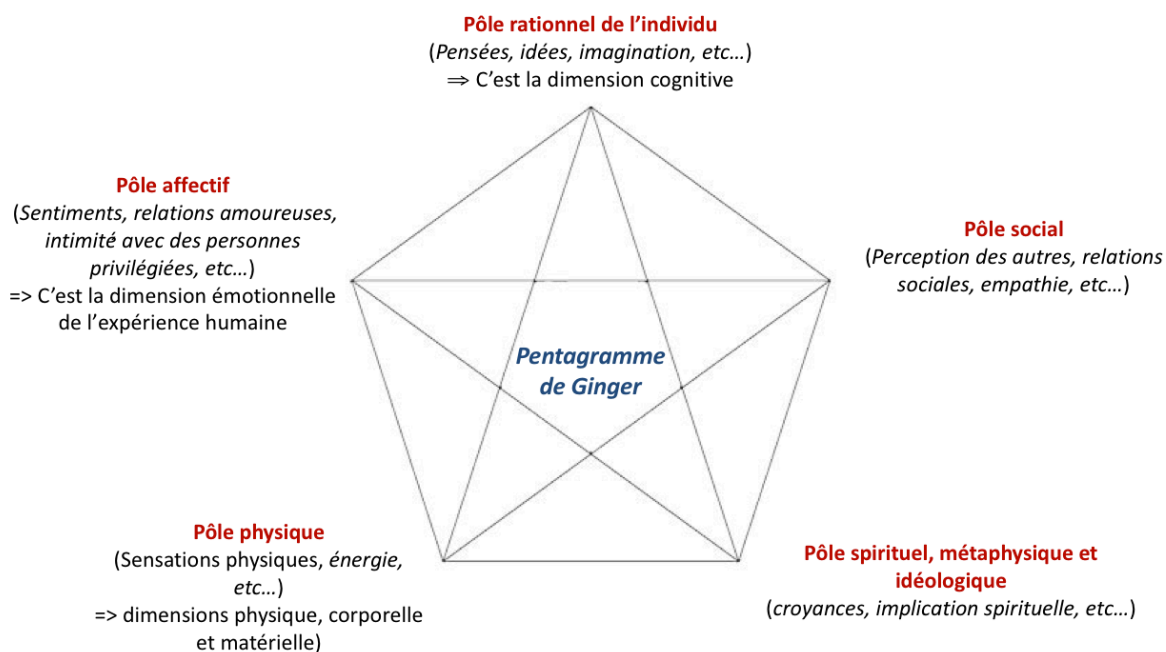 Pôle rationnel de l’individu
(Pensées, idées, imagination, etc…)
⇒ C’est la dimension cognitive
Pôle affectif
(Sentiments, relations amoureuses,
intimité avec des personnes
privilégiées, etc…)
=> C’est la dimension émotionnelle
de l’expérience humaine
Pôle social
(Perception des autres, relations
sociales, empathie, etc…)
Pentagramme
de Ginger
Pôle physique
(Sensations physiques, énergie,
etc…)
=> dimensions physique, corporelle
et matérielle)
Pôle spirituel, métaphysique et
idéologique
(croyances, implication spirituelle, etc…)